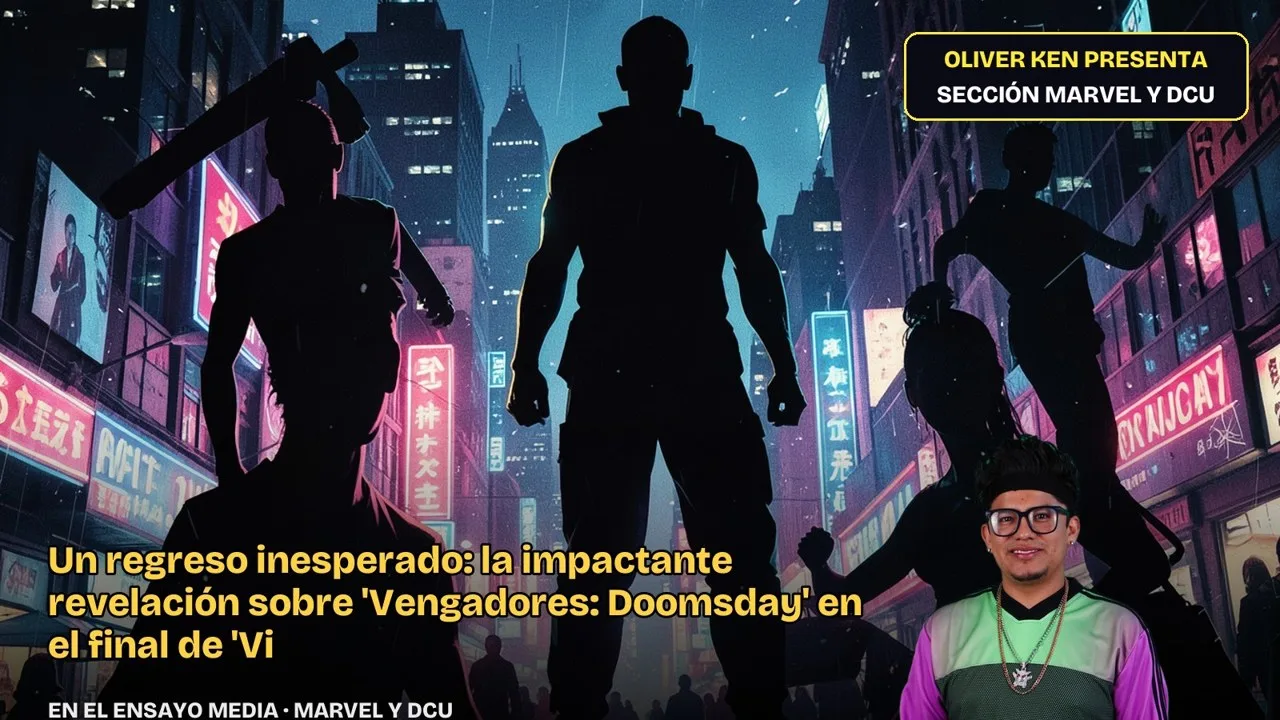 OLIVER KEN PRESENTA
SECCIÓN MARVEL Y DCU
Un regreso inesperado: la impactante
revelación sobre 'Vengadores: Doomsday' en
el final de 'Vi
EN EL ENSAYO MEDIA · MARVEL Y DCU